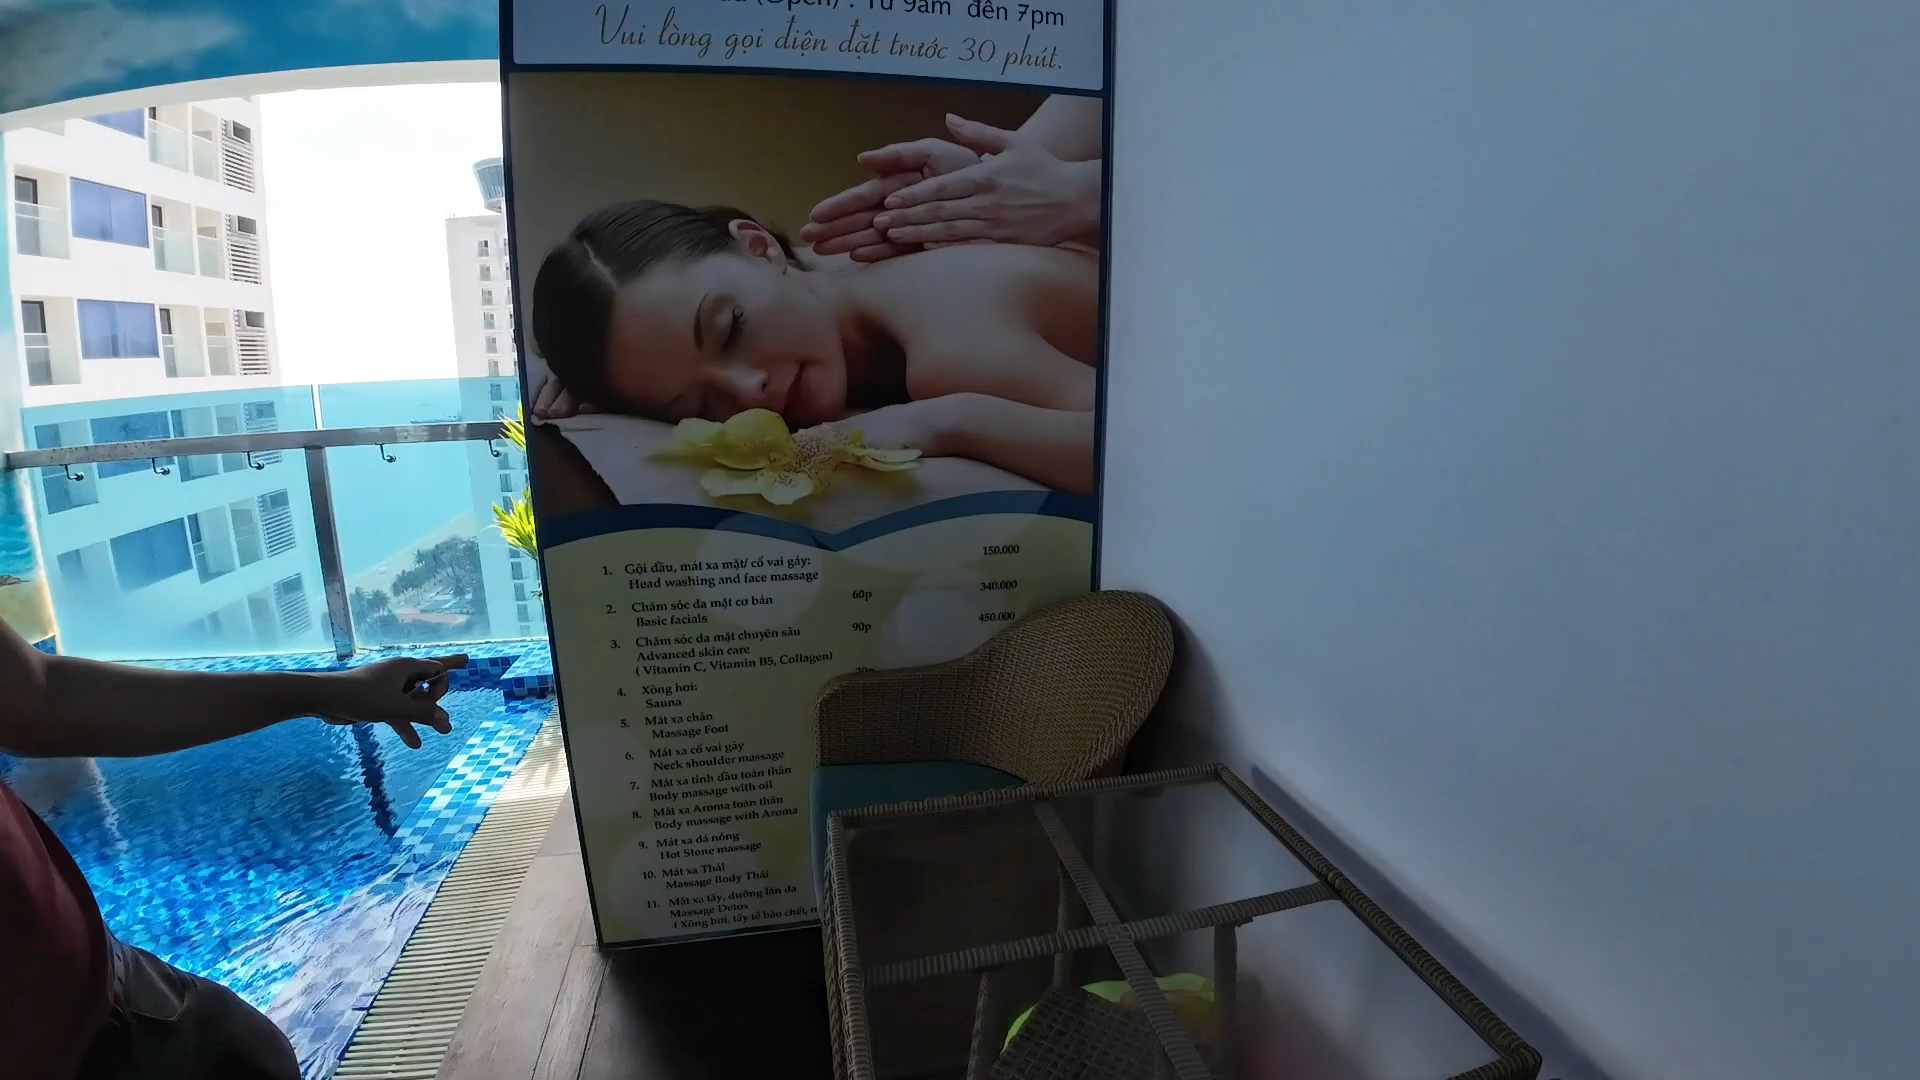 (Open) : Từ 9am đến 7pm
Vui lòng gọi điện đặt trước 30 phút.
1. Gội đầu, mát xa mặt/ cổ vai gáy: 150.000
Head washing and face massage
2. Chăm sóc da mặt cơ bản 60p 340.000
Basic facials
3. Chăm sóc da mặt chuyên sâu 90p 450.000
Advanced skin care
( Vitamin C, Vitamin B5, Collagen)
4. Xông hơi:
Sauna
5. Mát xa chân
Massage Foot
6. Mát xa cổ vai gáy
Neck shoulder massage
7. Mát xa tinh dầu toàn thân
Body massage with oil
8. Mát xa Aroma toàn thân
Body massage with Aroma
9. Mát xa đá nóng
Hot Stone massage
10. Mát xa Thái
Massage Body Thái
11. Mát xa tẩy, dưỡng làn da
Massage Detox
( Xông hơi, tẩy tế bào chết,